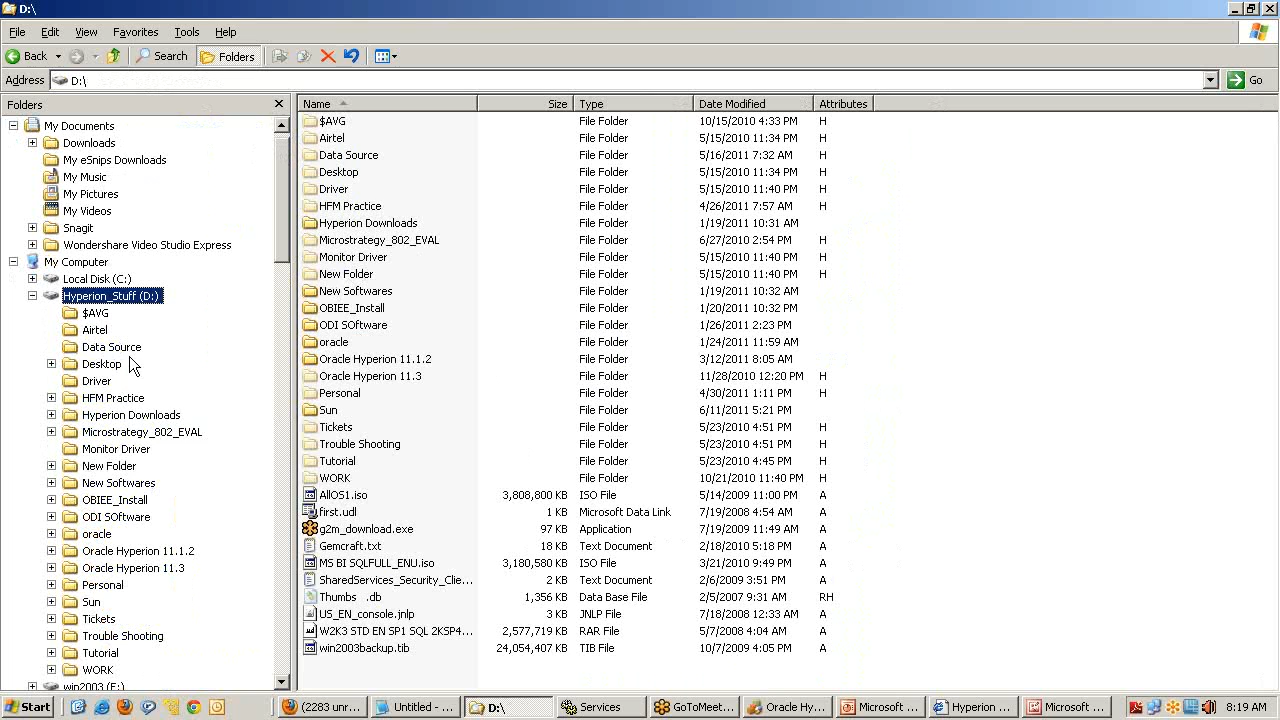 D:\
File Edit View Favorites Tools Help
Back Search Folders
Address D:\ Go
Folders
My Documents
Downloads
My eSnips Downloads
My Music
My Pictures
My Videos
Snagit
Wondershare Video Studio Express
My Computer
Local Disk (C:)
Hyperion_Stuff (D:)
$AVG
Airtel
Data Source
Desktop
Driver
HFM Practice
Hyperion Downloads
Microstrategy_802_EVAL
Monitor Driver
New Folder
New Softwares
OBIEE_Install
ODI SOftware
oracle
Oracle Hyperion 11.1.2
Oracle Hyperion 11.3
Personal
Sun
Tickets
Trouble Shooting
Tutorial
WORK
win2003 (E:)
Name Size Type Date Modified Attributes
$AVG File Folder 10/15/2010 4:33 PM H
Airtel File Folder 5/15/2010 11:34 PM H
Data Source File Folder 5/16/2011 7:32 AM H
Desktop File Folder 5/15/2010 11:34 PM H
Driver File Folder 5/15/2010 11:40 PM H
HFM Practice File Folder 4/26/2011 7:57 AM H
Hyperion Downloads File Folder 1/19/2011 10:31 AM
Microstrategy_802_EVAL File Folder 6/27/2010 2:54 PM H
Monitor Driver File Folder 5/15/2010 11:40 PM H
New Folder File Folder 5/15/2010 11:40 PM H
New Softwares File Folder 1/19/2011 10:32 AM
OBIEE_Install File Folder 1/20/2011 10:32 PM
ODI SOftware File Folder 1/26/2011 2:23 PM
oracle File Folder 1/24/2011 11:59 AM
Oracle Hyperion 11.1.2 File Folder 3/12/2011 8:05 AM
Oracle Hyperion 11.3 File Folder 11/28/2010 12:20 PM H
Personal File Folder 4/30/2011 1:11 PM H
Sun File Folder 6/11/2011 5:21 PM
Tickets File Folder 5/23/2010 4:51 PM H
Trouble Shooting File Folder 5/23/2010 4:51 PM H
Tutorial File Folder 5/23/2010 4:45 PM H
WORK File Folder 10/21/2010 11:40 PM H
AllOS1.iso 3,808,800 KB ISO File 5/14/2009 11:08 PM A
first.udl 1 KB Microsoft Data Link 7/19/2008 4:54 AM A
g2m_download.exe 97 KB Application 7/19/2009 11:49 AM A
Gemcraft.txt 18 KB Text Document 2/18/2010 5:18 PM A
MS BI SQLFULL_ENU.iso 3,180,580 KB ISO File 3/21/2010 9:49 PM A
SharedServices_Security_Clie... 2 KB Text Document 2/6/2009 3:51 PM A
Thumbs .db 1,356 KB Data Base File 2/5/2007 9:31 AM RH
US_EN_console.jnlp 3 KB JNLP File 7/18/2008 12:33 AM A
W2K3 STD EN SP1 SQL 2KSP4... 2,577,719 KB RAR File 5/7/2008 4:04 AM A
win2003backup.tib 24,054,407 KB TIB File 10/7/2009 4:05 PM A
Start (2283 unr... Untitled - ... D:\ Services GoToMeet... Oracle Hy... Microsoft ... Hyperion ... Microsoft ... 8:19 AM